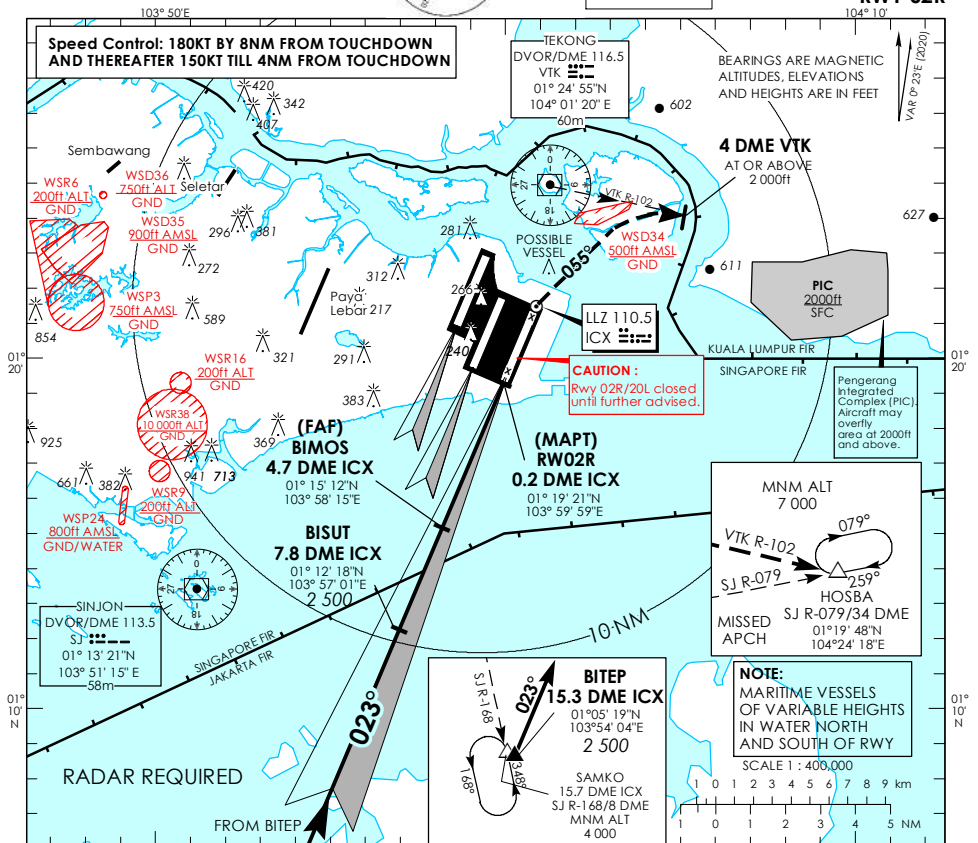 103° 50'E
104° 10'E
Speed Control: 180KT BY 8NM FROM TOUCHDOWN
AND THEREAFTER 150KT TILL 4NM FROM TOUCHDOWN
TEKONG
DVOR/DME 116.5
VTK
01° 24' 55"N
104° 01' 20" E
60m
BEARINGS ARE MAGNETIC
ALTITUDES, ELEVATIONS
AND HEIGHTS ARE IN FEET
VAR 0° 23'E (2020)
420
342
407
602
4 DME VTK
AT OR ABOVE
2 000ft
Sembawang
WSR6
200ft ALT
GND
WSD36
750ft ALT
GND
Seletar
WSD35
900ft AMSL
GND
296
381
281
272
312
0
9
18
27
VTK R-102
POSSIBLE
VESSEL
055°
WSD34
500ft AMSL
GND
627
611
PIC
2000ft
SFC
WSP3
750ft AMSL
GND
589
854
Paya
Lebar
217
266
240
LLZ 110.5
ICX
321
291
01°
20'
01°
20'
KUALA LUMPUR FIR
SINGAPORE FIR
WSR16
200ft ALT
GND
CAUTION :
Rwy 02R/20L closed
until further advised.
Pengerang
Integrated
Complex (PIC).
Aircraft may
overfly
area at 2000ft
and above.
383
WSR38
10 000ft ALT
GND
369
925
941
713
661
382
WSR9
200ft ALT
GND
WSP24
800ft AMSL
GND/WATER
(FAF)
BIMOS
4.7 DME ICX
01° 15' 12"N
103° 58' 15"E
(MAPT)
RW02R
0.2 DME ICX
01° 19' 21"N
103° 59' 59"E
BISUT
7.8 DME ICX
01° 12' 18"N
103° 57' 01"E
2 500
MNM ALT
7 000
079°
VTK R-102
SJ R-079
259°
HOSBA
SJ R-079/34 DME
01°19' 48"N
104°24' 18"E
MISSED
APCH
0
9
18
27
SINJON
DVOR/DME 113.5
SJ
01° 13' 21"N
103° 51' 15" E
58m
SINGAPORE FIR
JAKARTA FIR
10 NM
023°
SJ R-168
023°
BITEP
15.3 DME ICX
01°05' 19"N
103°54' 04"E
2 500
168°
348°
SAMKO
15.7 DME ICX
SJ R-168/8 DME
MNM ALT
4 000
NOTE:
MARITIME VESSELS
OF VARIABLE HEIGHTS
IN WATER NORTH
AND SOUTH OF RWY
01°
10'
N
01°
10'
N
SCALE 1 : 400,000
1 0 1 2 3 4 5 6 7 8 9 km
1 0 1 2 3 4 5 NM
RADAR REQUIRED
FROM BITEP